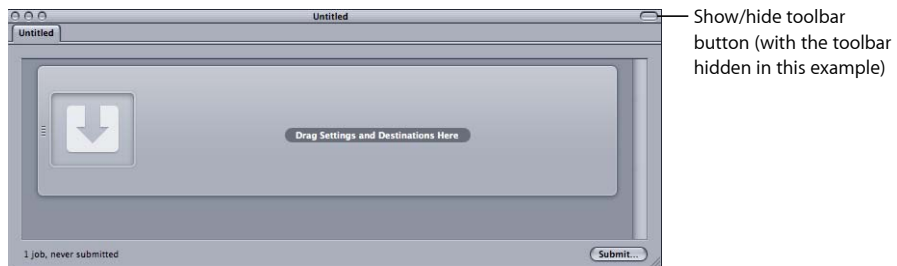 Untitled
Show/hide toolbar
button (with the toolbar
hidden in this example)
Untitled
Drag Settings and Destinations Here
1 job, never submitted
Submit...